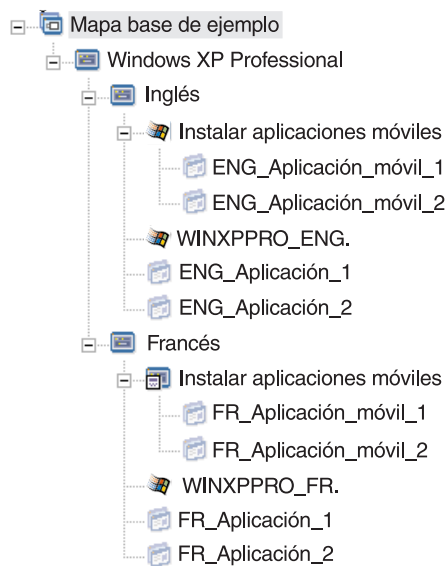 Mapa base de ejemplo
Windows XP Professional
Inglés
Instalar aplicaciones móviles
ENG_Aplicación_móvil_1
ENG_Aplicación_móvil_2
WINXPPRO_ENG.
ENG_Aplicación_1
ENG_Aplicación_2
Francés
Instalar aplicaciones móviles
FR_Aplicación_móvil_1
FR_Aplicación_móvil_2
WINXPPRO_FR.
FR_Aplicación_1
FR_Aplicación_2